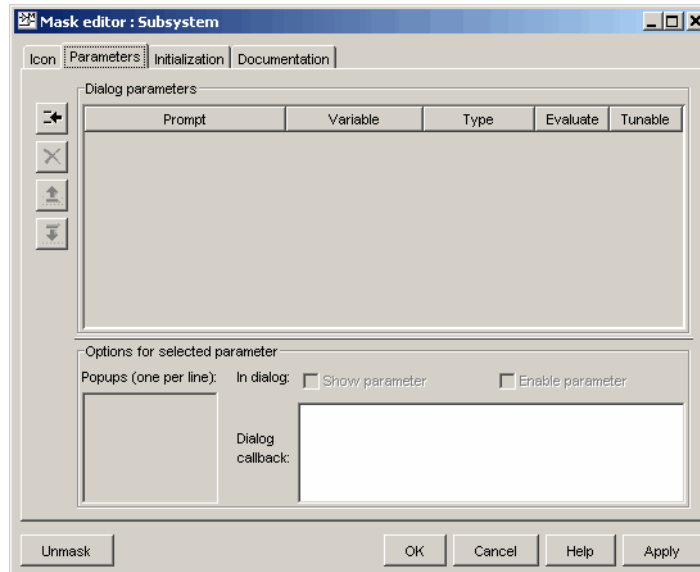 Mask editor : Subsystem
Icon Parameters Initialization Documentation
Dialog parameters
Prompt Variable Type Evaluate Tunable
Options for selected parameter
Popups (one per line): In dialog: Show parameter Enable parameter
Dialog
callback:
Unmask OK Cancel Help Apply